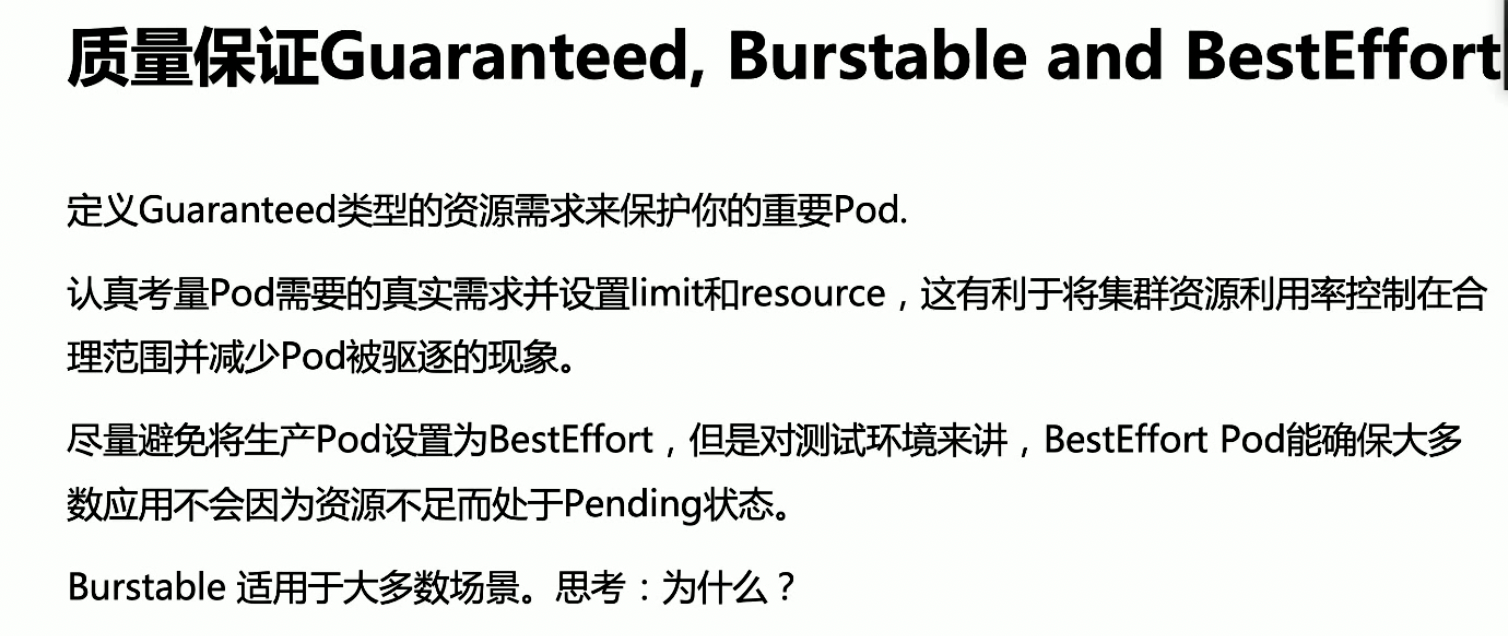 质量保证Guaranteed, Burstable and BestEffort
定义Guaranteed类型的资源需求来保护你的重要Pod.
认真考量Pod需要的真实需求并设置limit和resource，这有利于将集群资源利用率控制在合
理范围并减少Pod被驱逐的现象。
尽量避免将生产Pod设置为BestEffort，但是对测试环境来讲，BestEffort Pod能确保大多
数应用不会因为资源不足而处于Pending状态。
Burstable 适用于大多数场景。思考：为什么？